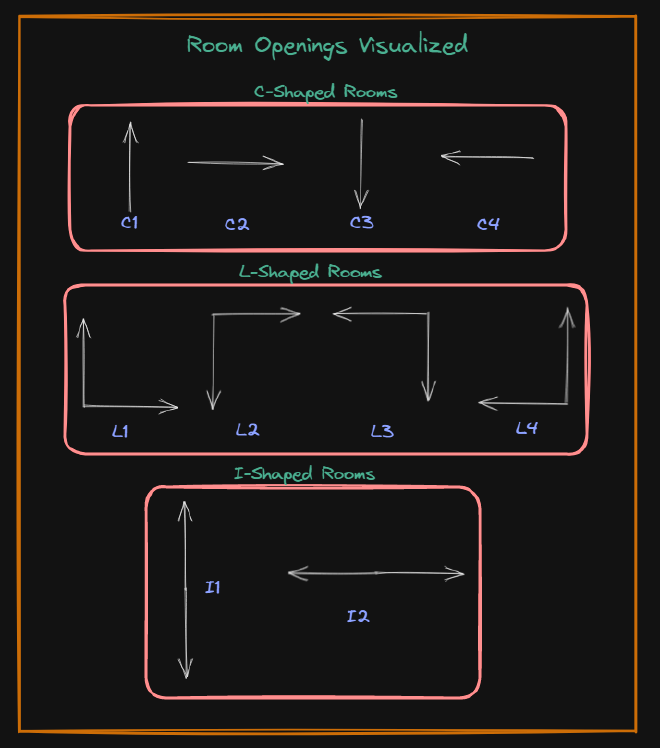 Room Openings Visualized
C-Shaped Rooms
C1
C2
C3
C4
L-Shaped Rooms
L1
L2
L3
L4
I-Shaped Rooms
I1
I2